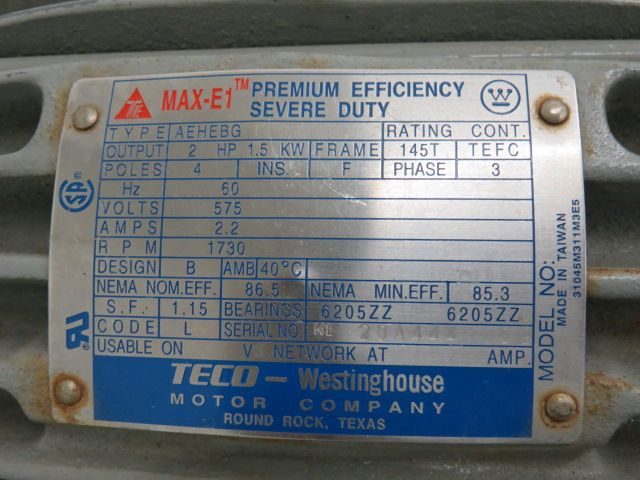 MAX-E1™ PREMIUM EFFICIENCY
SEVERE DUTY
TYPE AEHEBG RATING CONT.
OUTPUT 2 HP 1.5 KW FRAME 145T TEFC
POLES 4 INS. F PHASE 3
Hz 60
VOLTS 575
AMPS 2.2
RPM 1730
DESIGN B AMB 40°C
NEMA NOM.EFF. 86.5 NEMA MIN.EFF. 85.3
S.F. 1.15 BEARINGS 6205ZZ 6205ZZ
CODE L SERIAL NO.
USABLE ON V. NETWORK AT AMP.
TECO - Westinghouse
MOTOR COMPANY
ROUND ROCK, TEXAS
MODEL NO:
MADE IN TAIWAN
31045M311M3E5